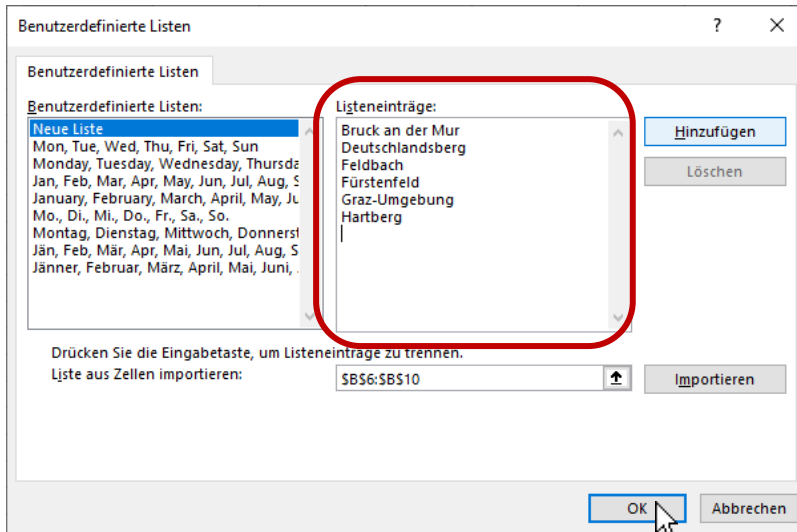 Benutzerdefinierte Listen
?
Benutzerdefinierte Listen
Benutzerdefinierte Listen:
Neue Liste
Mon, Tue, Wed, Thu, Fri, Sat, Sun
Monday, Tuesday, Wednesday, Thursda
Jan, Feb, Mar, Apr, May, Jun, Jul, Aug, S
January, February, March, April, May, Ju
Mo., Di., Mi., Do., Fr., Sa., So.
Montag, Dienstag, Mittwoch, Donnerst
Jän, Feb, Mär, Apr, Mai, Jun, Jul, Aug, S
Jänner, Februar, März, April, Mai, Juni, .
Listeneinträge:
Bruck an der Mur
Deutschlandsberg
Feldbach
Fürstenfeld
Graz-Umgebung
Hartberg
Hinzufügen
Löschen
Drücken Sie die Eingabetaste, um Listeneinträge zu trennen.
Liste aus Zellen importieren:
$B$6:$B$10
Importieren
OK
Abbrechen